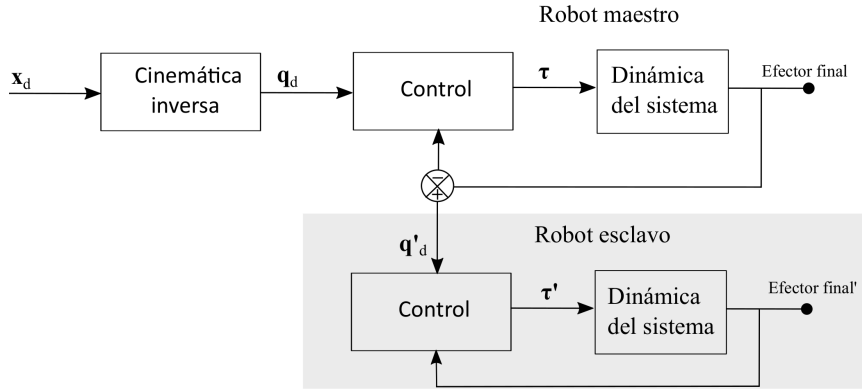 Robot maestro
x_d
Cinemática
inversa
q_d
Control
τ
Dinámica
del sistema
Efector final
−
+
Robot esclavo
q'_d
Control
τ'
Dinámica
del sistema
Efector final'